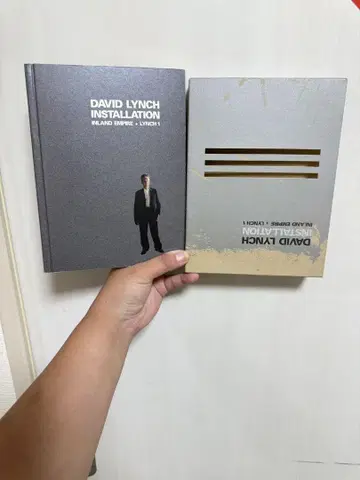 DAVID LYNCH
INSTALLATION
INLAND EMPIRE + LYNCH 1
DAVID LYNCH
INLAND EMPIRE + LYNCH 1
INSTALLATION